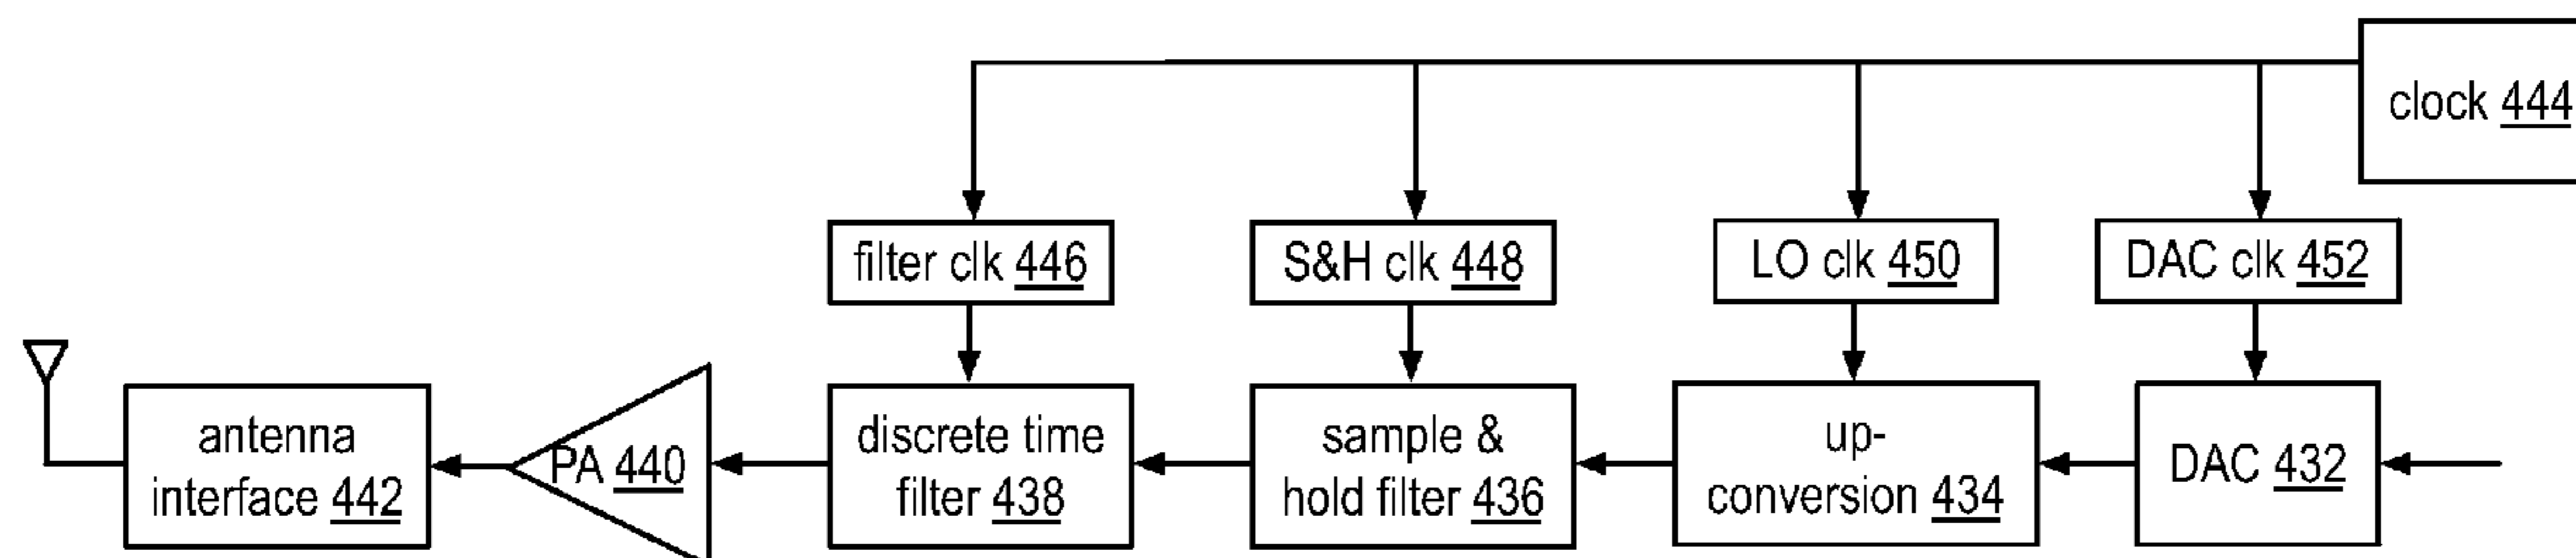 clock 444
filter clk 446
S&H clk 448
LO clk 450
DAC clk 452
antenna
interface 442
PA 440
discrete time
filter 438
sample &
hold filter 436
up-
conversion 434
DAC 432